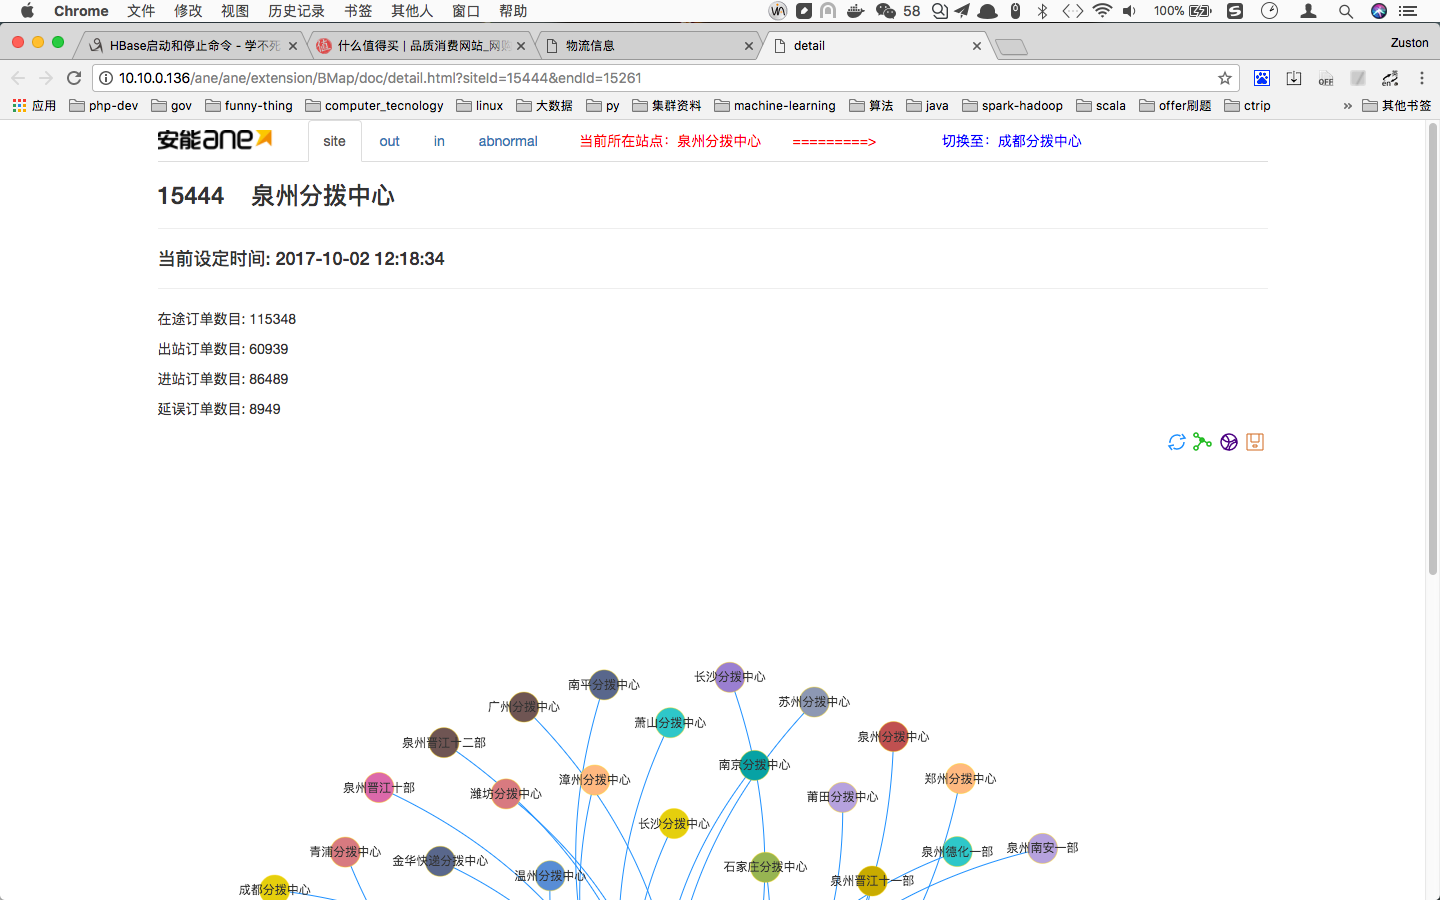 Chrome 文件 修改 视图 历史记录 书签 其他人 窗口 帮助 58 100%
HBase启动和停止命令 - 学不死 什么值得买 | 品质消费网站_网购 物流信息 detail Zuston
10.10.0.136/ane/ane/extension/BMap/doc/detail.html?siteId=15444&endId=15261
应用 php-dev gov funny-thing computer_tecnology linux 大数据 py 集群资料 machine-learning 算法 java spark-hadoop scala offer刷题 ctrip » 其他书签
安能ane site out in abnormal 当前所在站点：泉州分拨中心 =========> 切换至：成都分拨中心
15444 泉州分拨中心
当前设定时间: 2017-10-02 12:18:34
在途订单数目: 115348
出站订单数目: 60939
进站订单数目: 86489
延误订单数目: 8949
长沙分拨中心
南平分拨中心
苏州分拨中心
广州分拨中心
萧山分拨中心
泉州分拨中心
泉州晋江十二部
南京分拨中心
郑州分拨中心
漳州分拨中心
泉州晋江十部
潍坊分拨中心
莆田分拨中心
长沙分拨中心
泉州南安一部
青浦分拨中心
泉州德化一部
金华快递分拨中心
石家庄分拨中心
温州分拨中心
泉州晋江十一部
成都分拨中心